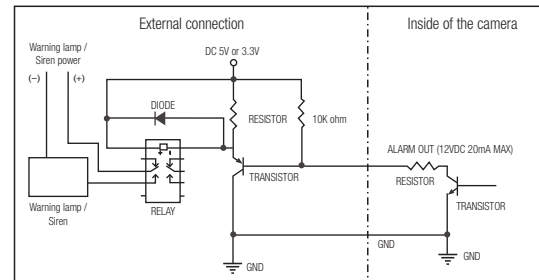 External connection
Inside of the camera
Warning lamp /
Siren power
(−)
(+)
DC 5V or 3.3V
DIODE
RESISTOR
10K ohm
ALARM OUT (12VDC 20mA MAX)
RESISTOR
TRANSISTOR
TRANSISTOR
Warning lamp /
Siren
RELAY
GND
GND
GND